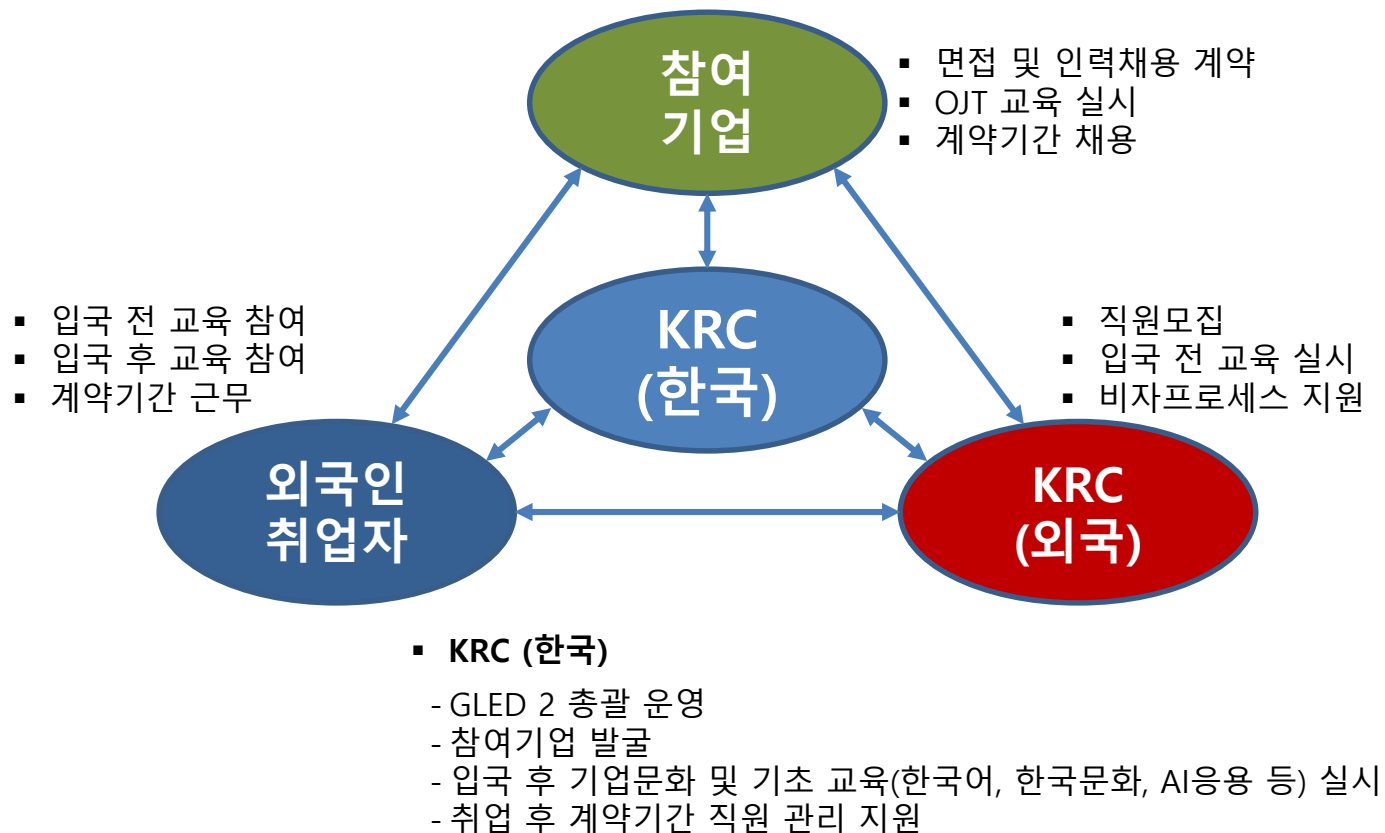 참여
기업
▪ 면접 및 인력채용 계약
▪ OJT 교육 실시
▪ 계약기간 채용
KRC
(한국)
▪ 입국 전 교육 참여
▪ 입국 후 교육 참여
▪ 계약기간 근무
▪ 직원모집
▪ 입국 전 교육 실시
▪ 비자프로세스 지원
외국인
취업자
KRC
(외국)
▪ KRC (한국)
- GLED 2 총괄 운영
- 참여기업 발굴
- 입국 후 기업문화 및 기초 교육(한국어, 한국문화, AI응용 등) 실시
- 취업 후 계약기간 직원 관리 지원